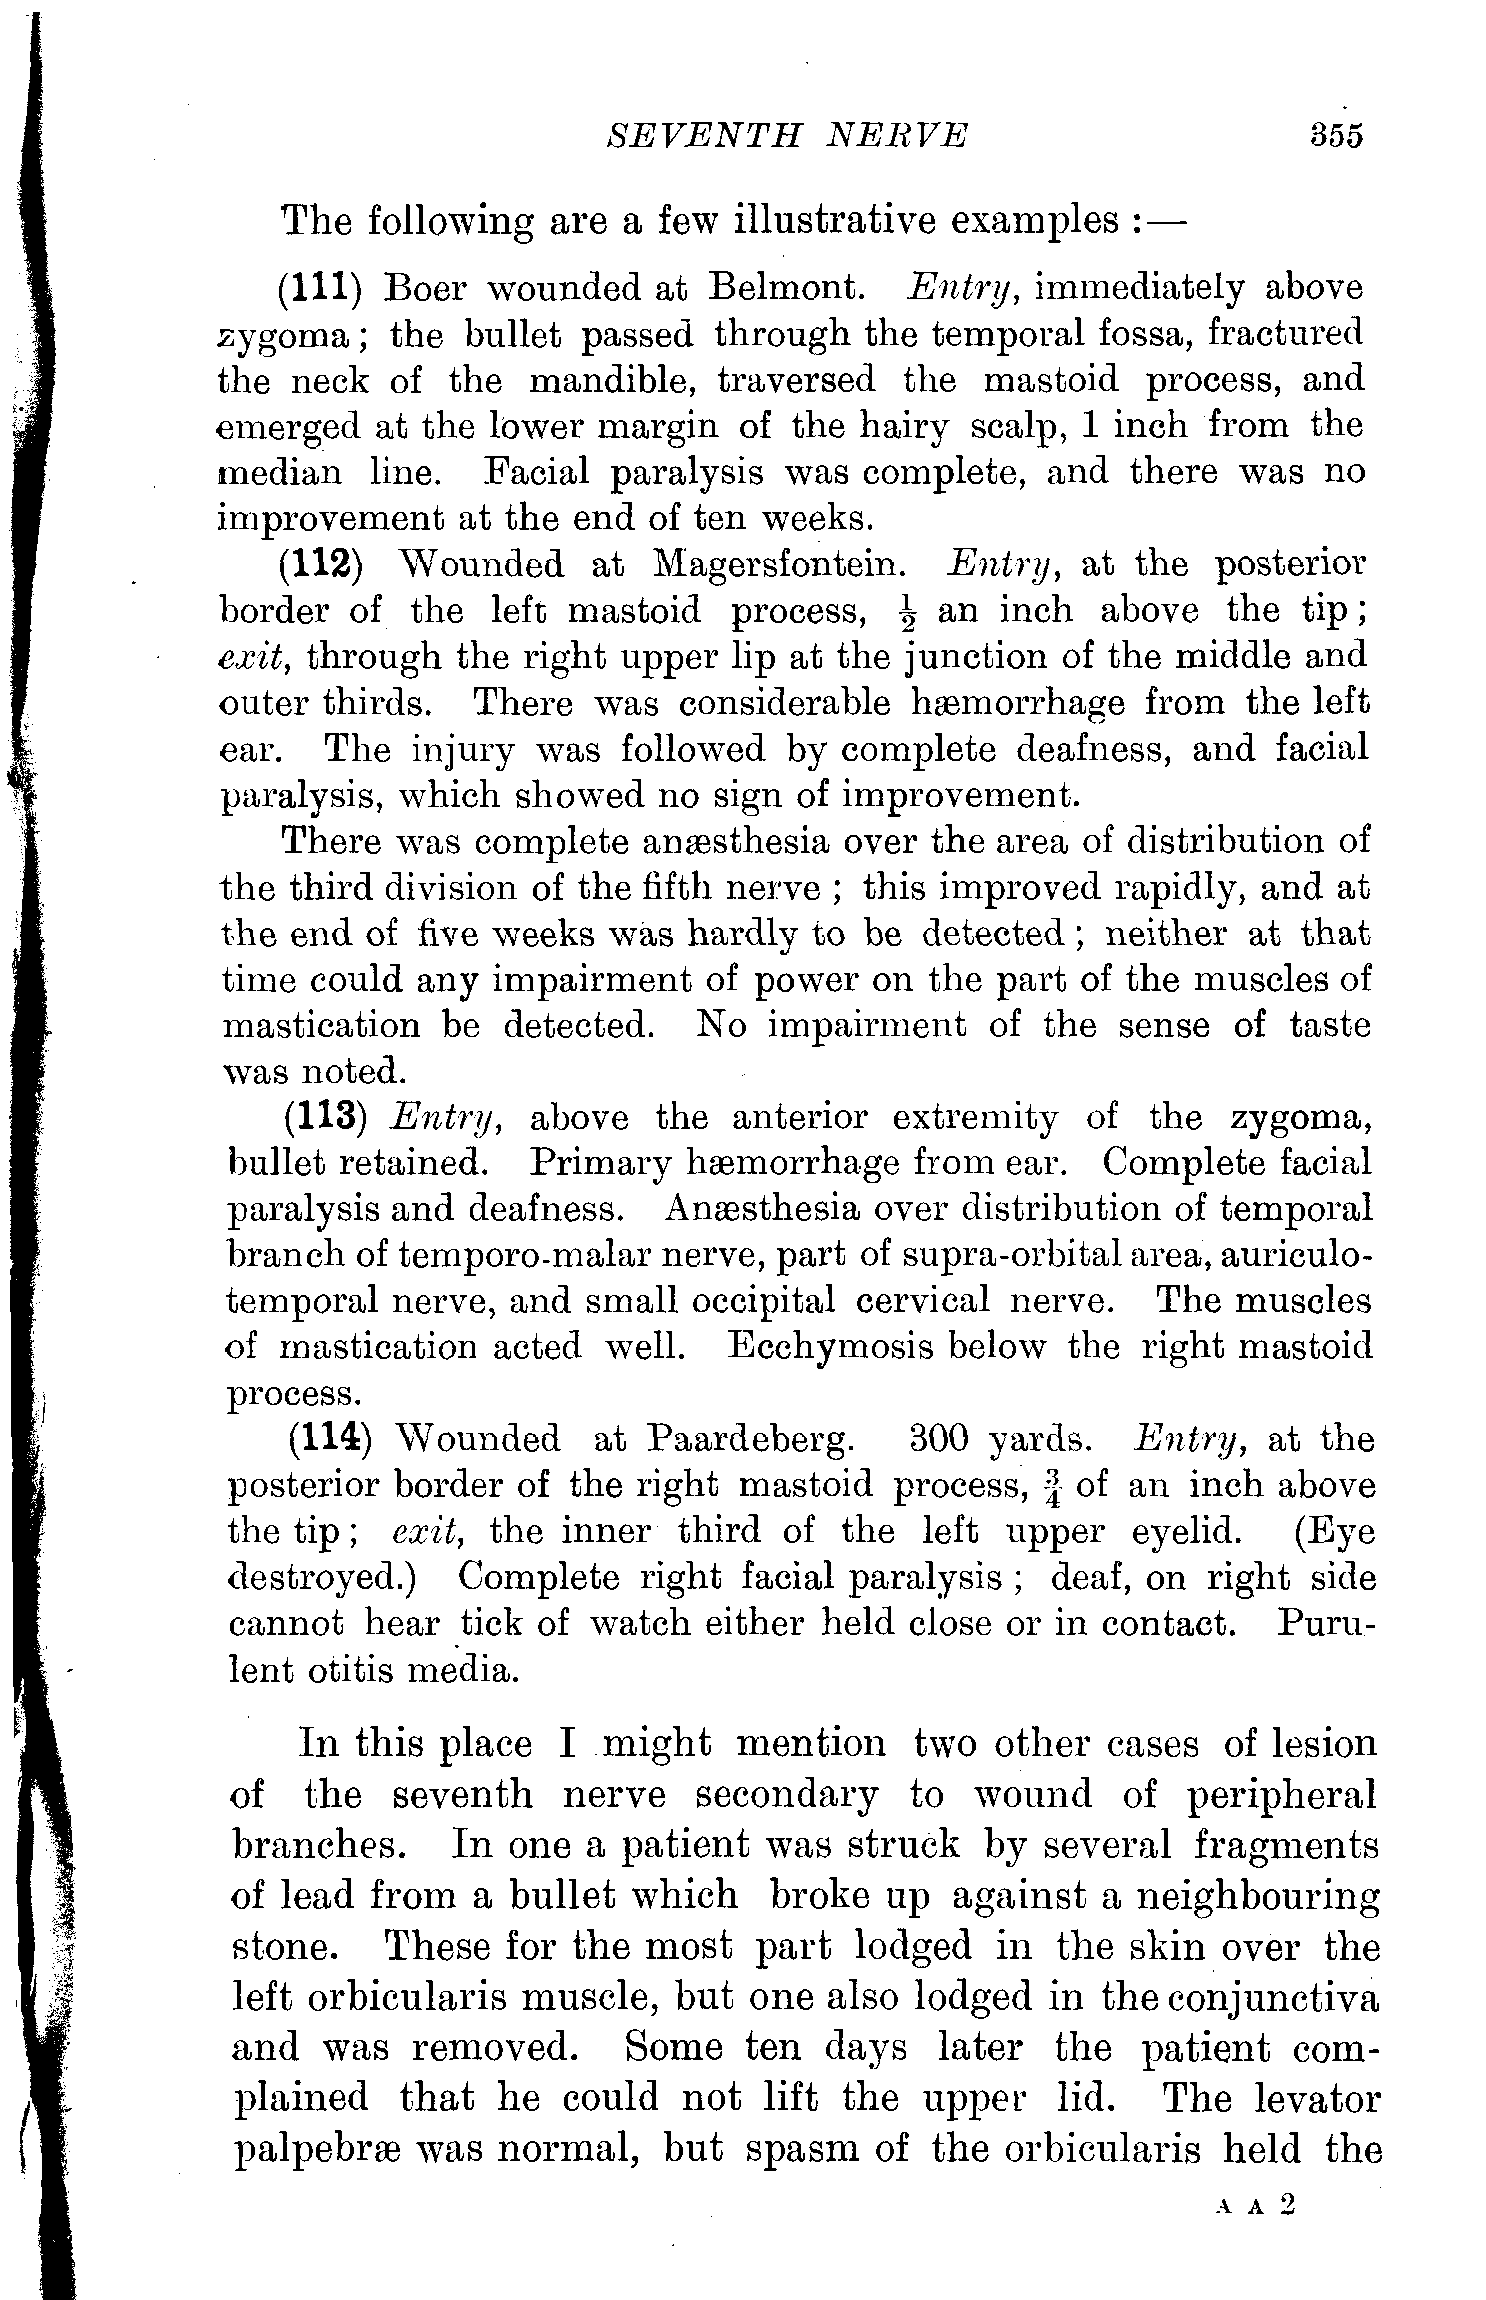 SEVENTH NERVE 355
The following are a few illustrative examples :—
(111) Boer wounded at Belmont. Entry, immediately above
zygoma ; the bullet passed through the temporal fossa, fractured
the neck of the mandible, traversed the mastoid process, and
emerged at the lower margin of the hairy scalp, 1 inch from the
median line. Facial paralysis was complete, and there was no
improvement at the end of ten weeks.
(112) Wounded at Magersfontein. Entry, at the posterior
border of the left mastoid process, ½ an inch above the tip ;
exit, through the right upper lip at the junction of the middle and
outer thirds. There was considerable hæmorrhage from the left
ear. The injury was followed by complete deafness, and facial
paralysis, which showed no sign of improvement.
There was complete anæsthesia over the area of distribution of
the third division of the fifth nerve ; this improved rapidly, and at
the end of five weeks was hardly to be detected ; neither at that
time could any impairment of power on the part of the muscles of
mastication be detected. No impairment of the sense of taste
was noted.
(113) Entry, above the anterior extremity of the zygoma,
bullet retained. Primary hæmorrhage from ear. Complete facial
paralysis and deafness. Anæsthesia over distribution of temporal
branch of temporo-malar nerve, part of supra-orbital area, auriculo-
temporal nerve, and small occipital cervical nerve. The muscles
of mastication acted well. Ecchymosis below the right mastoid
process.
(114) Wounded at Paardeberg. 300 yards. Entry, at the
posterior border of the right mastoid process, ¾ of an inch above
the tip ; exit, the inner third of the left upper eyelid. (Eye
destroyed.) Complete right facial paralysis ; deaf, on right side
cannot hear tick of watch either held close or in contact. Puru-
lent otitis media.
In this place I might mention two other cases of lesion
of the seventh nerve secondary to wound of peripheral
branches. In one a patient was struck by several fragments
of lead from a bullet which broke up against a neighbouring
stone. These for the most part lodged in the skin over the
left orbicularis muscle, but one also lodged in the conjunctiva
and was removed. Some ten days later the patient com-
plained that he could not lift the upper lid. The levator
palpebræ was normal, but spasm of the orbicularis held the
A A 2